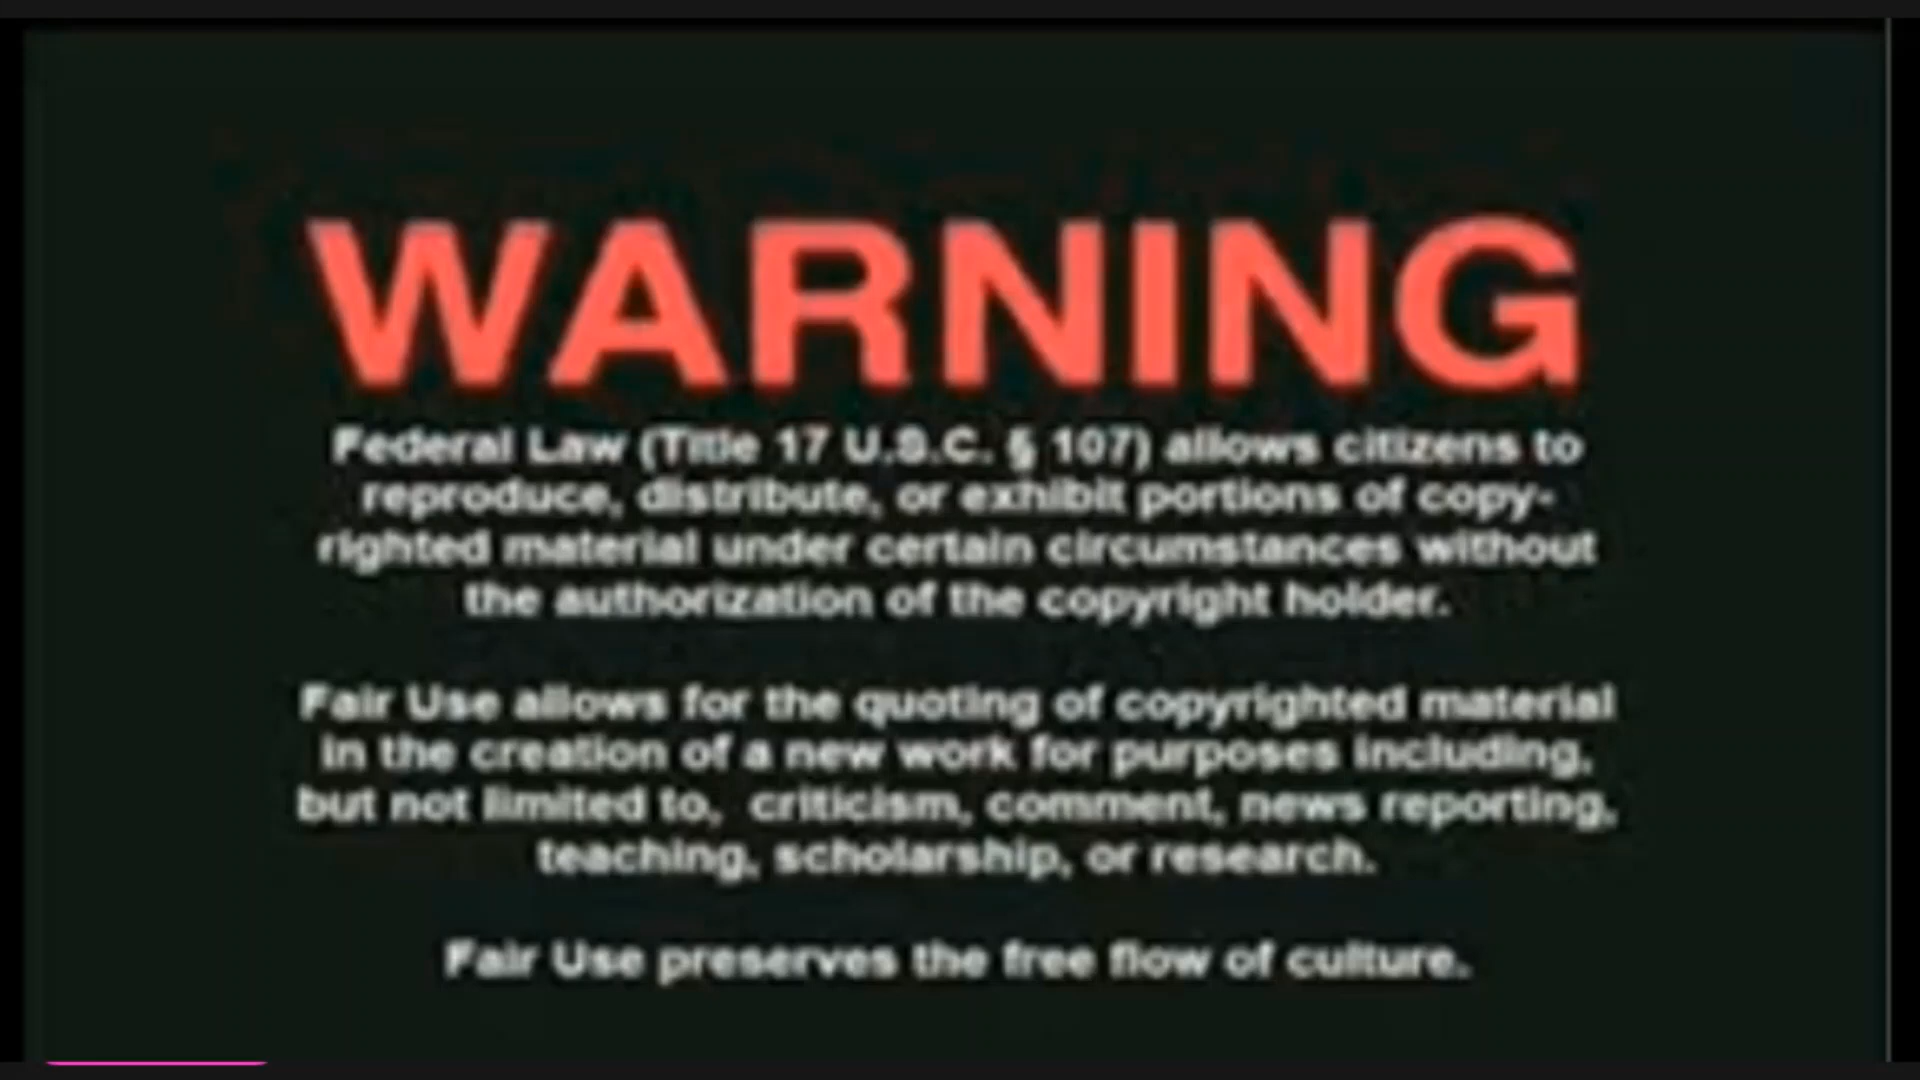 WARNING
Federal Law (Title 17 U.S.C. § 107) allows citizens to
reproduce, distribute, or exhibit portions of copy-
righted material under certain circumstances without
the authorization of the copyright holder.
Fair Use allows for the quoting of copyrighted material
in the creation of a new work for purposes including,
but not limited to, criticism, comment, news reporting,
teaching, scholarship, or research.
Fair Use preserves the free flow of culture.